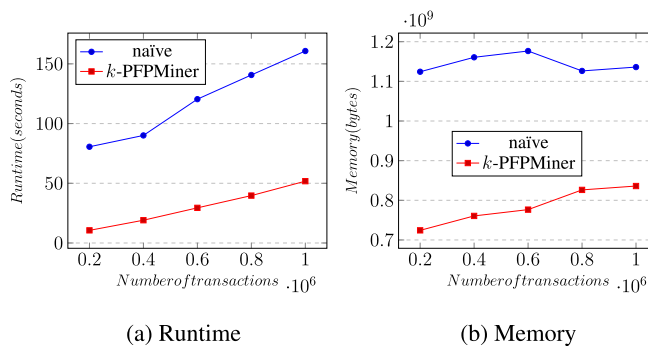 naïve
k-PFPMiner
150
100
50
0
0.2 0.4 0.6 0.8 1
·10^6
Runtime(seconds)
Numberoftransactions
(a) Runtime
·10^9
1.2
1.1
1
0.9
0.8
0.7
naïve
k-PFPMiner
0.2 0.4 0.6 0.8 1
·10^6
Memory(bytes)
Numberoftransactions
(b) Memory